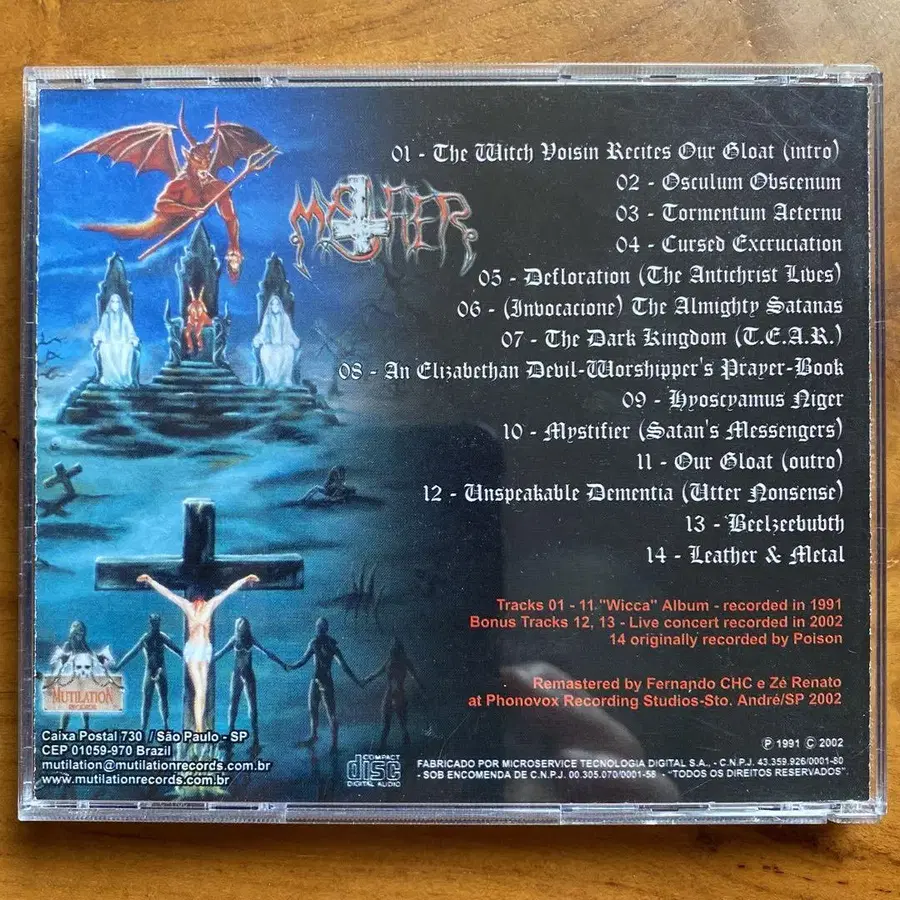 MYSTIFIER
01 - The Witch Voisin Recites Our Gloat (intro)
02 - Osculum Obscenum
03 - Tormentum Aeternu
04 - Cursed Excruciation
05 - Defloration (The Antichrist Lives)
06 - (Invocacione) The Almighty Satanas
07 - The Dark Kingdom (T.E.A.R.)
08 - An Elizabethan Devil-Worshipper's Prayer-Book
09 - Hyoscyamus Niger
10 - Mystifier (Satan's Messengers)
11 - Our Gloat (outro)
12 - Unspeakable Dementia (Utter Nonsense)
13 - Beelzeebubth
14 - Leather & Metal
Tracks 01 - 11 "Wicca" Album - recorded in 1991
Bonus Tracks 12, 13 - Live concert recorded in 2002
14 originally recorded by Poison
Remastered by Fernando CHC e Zé Renato
at Phonovox Recording Studios-Sto. André/SP 2002
MUTILATION
RECORDS
Caixa Postal 730 / São Paulo - SP
CEP 01059-970 Brazil
mutilation@mutilationrecords.com.br
www.mutilationrecords.com.br
COMPACT
disc
DIGITAL AUDIO
℗ 1991 © 2002
FABRICADO POR MICROSERVICE TECNOLOGIA DIGITAL S.A., - C.N.P.J. 43.359.926/0001-80
- SOB ENCOMENDA DE C.N.P.J. 00.305.070/0001-56 - "TODOS OS DIREITOS RESERVADOS".